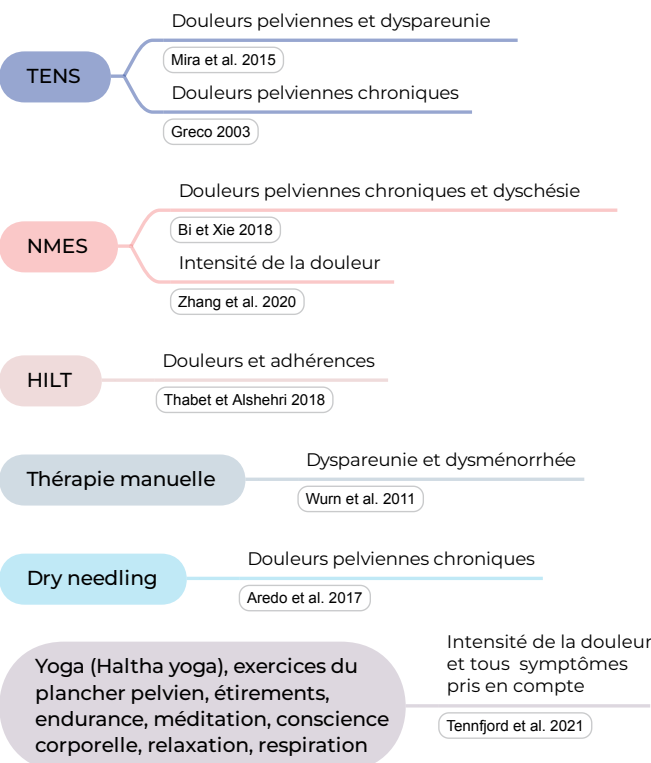 Douleurs pelviennes et dyspareunie
Mira et al. 2015
TENS
Douleurs pelviennes chroniques
Greco 2003
Douleurs pelviennes chroniques et dyschésie
Bi et Xie 2018
NMES
Intensité de la douleur
Zhang et al. 2020
Douleurs et adhérences
HILT
Thabet et Alshehri 2018
Dyspareunie et dysménorrhée
Thérapie manuelle
Wurn et al. 2011
Douleurs pelviennes chroniques
Dry needling
Aredo et al. 2017
Yoga (Haltha yoga), exercices du
plancher pelvien, étirements,
endurance, méditation, conscience
corporelle, relaxation, respiration
Intensité de la douleur
et tous symptômes
pris en compte
Tennfjord et al. 2021